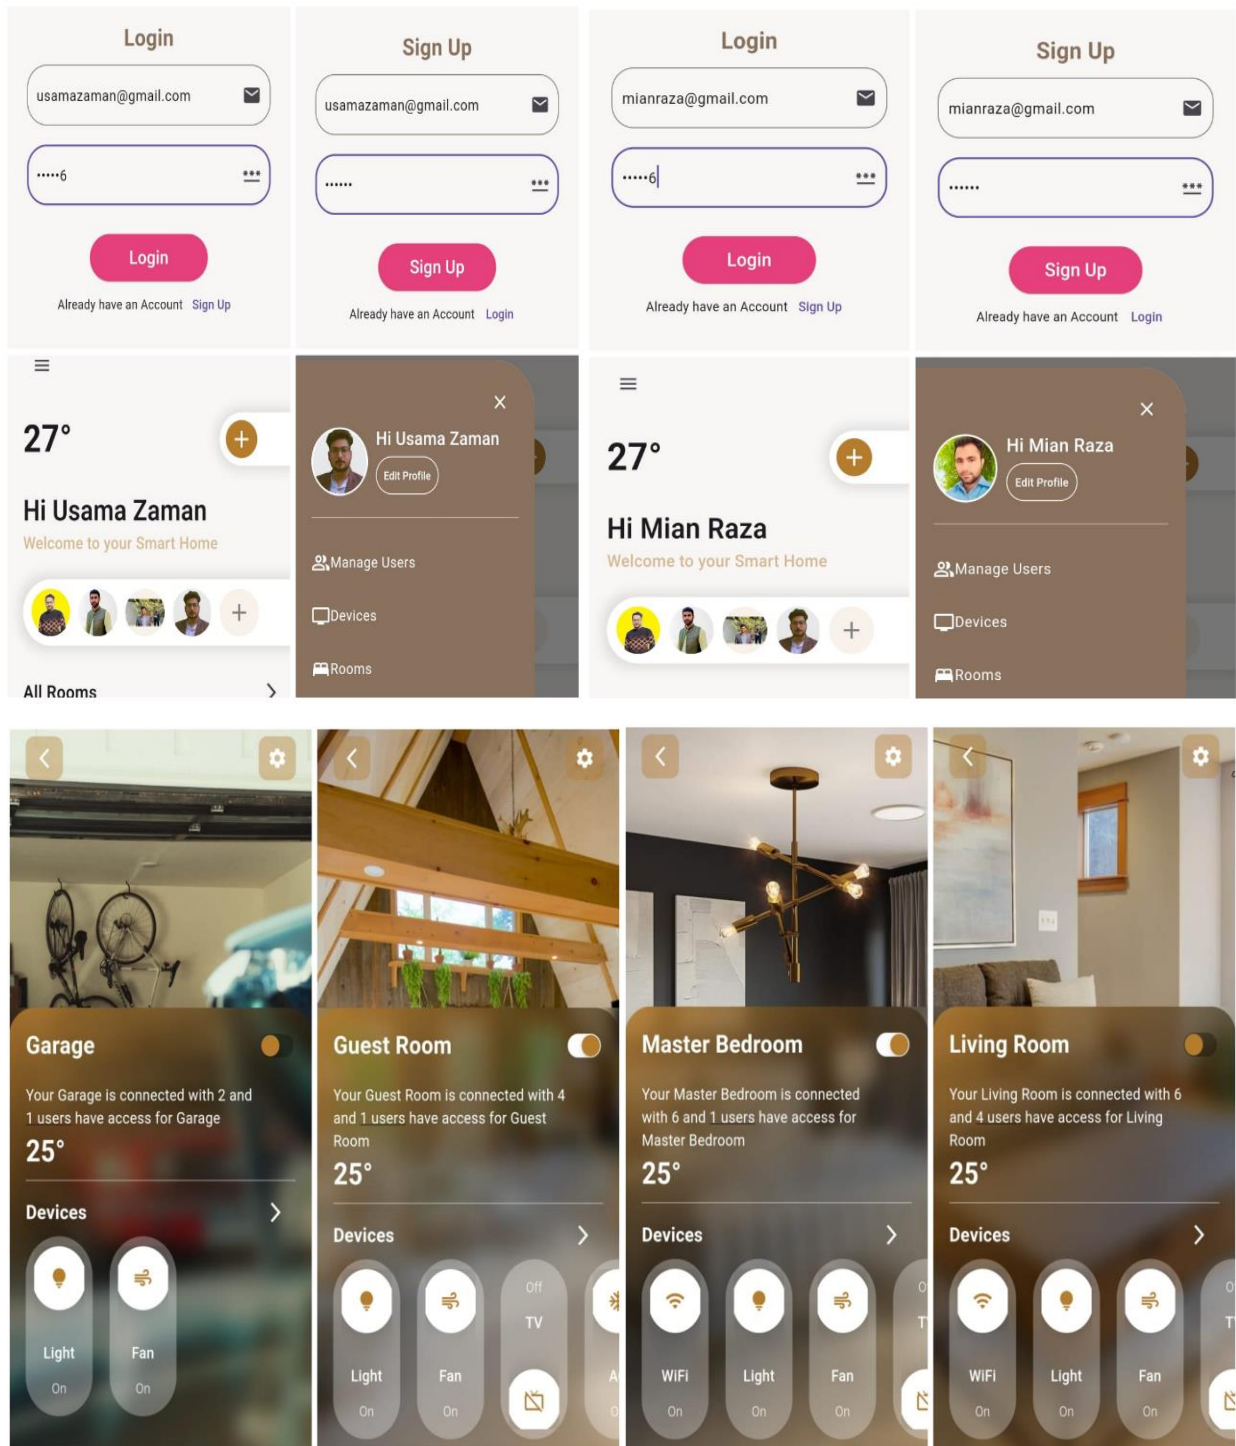 Login
usamazaman@gmail.com
•••••6
***
Login
Already have an Account Sign Up
Sign Up
usamazaman@gmail.com
••••••
***
Sign Up
Already have an Account Login
Login
mianraza@gmail.com
•••••6
***
Login
Already have an Account Sign Up
Sign Up
mianraza@gmail.com
••••••
***
Sign Up
Already have an Account Login
27°
Hi Usama Zaman
Welcome to your Smart Home
All Rooms
Hi Usama Zaman
Edit Profile
Manage Users
Devices
Rooms
27°
Hi Mian Raza
Welcome to your Smart Home
Hi Mian Raza
Edit Profile
Manage Users
Devices
Rooms
Garage
Your Garage is connected with 2 and
1 users have access for Garage
25°
Devices
Light
On
Fan
On
Guest Room
Your Guest Room is connected with 4
and 1 users have access for Guest
Room
25°
Devices
Light
On
Fan
On
Off
TV
Master Bedroom
Your Master Bedroom is connected
with 6 and 1 users have access for
Master Bedroom
25°
Devices
WiFi
On
Light
On
Fan
On
Living Room
Your Living Room is connected with 6
and 4 users have access for Living
Room
25°
Devices
WiFi
On
Light
On
Fan
On